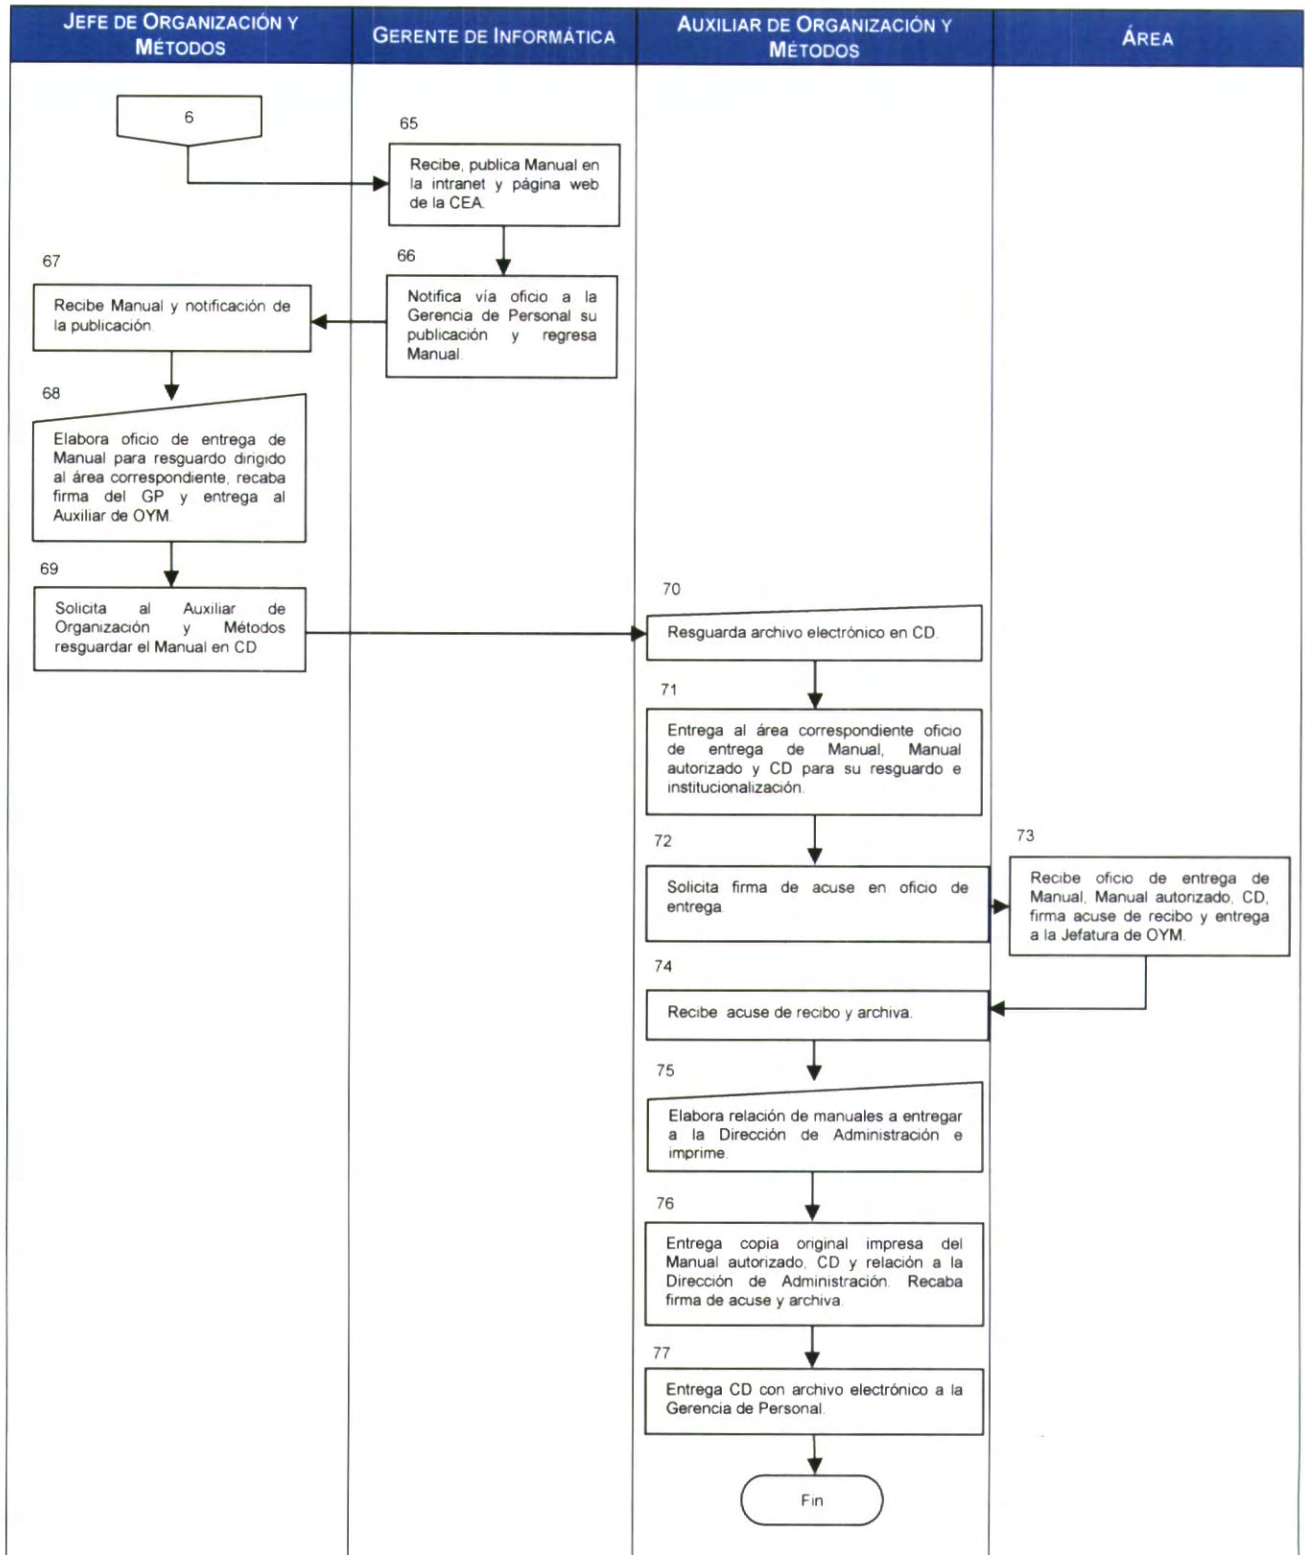 JEFE DE ORGANIZACIÓN Y
MÉTODOS
GERENTE DE INFORMÁTICA
AUXILIAR DE ORGANIZACIÓN Y
MÉTODOS
ÁREA
6
65
Recibe, publica Manual en
la intranet y página web
de la CEA.
66
Notifica vía oficio a la
Gerencia de Personal su
publicación y regresa
Manual.
67
Recibe Manual y notificación de
la publicación.
68
Elabora oficio de entrega de
Manual para resguardo dirigido
al área correspondiente, recaba
firma del GP y entrega al
Auxiliar de OYM.
69
Solicita al Auxiliar de
Organización y Métodos
resguardar el Manual en CD
70
Resguarda archivo electrónico en CD.
71
Entrega al área correspondiente oficio
de entrega de Manual, Manual
autorizado y CD para su resguardo e
institucionalización.
72
Solicita firma de acuse en oficio de
entrega.
73
Recibe oficio de entrega de
Manual, Manual autorizado, CD,
firma acuse de recibo y entrega
a la Jefatura de OYM.
74
Recibe acuse de recibo y archiva.
75
Elabora relación de manuales a entregar
a la Dirección de Administración e
imprime.
76
Entrega copia original impresa del
Manual autorizado, CD y relación a la
Dirección de Administración. Recaba
firma de acuse y archiva.
77
Entrega CD con archivo electrónico a la
Gerencia de Personal.
Fin